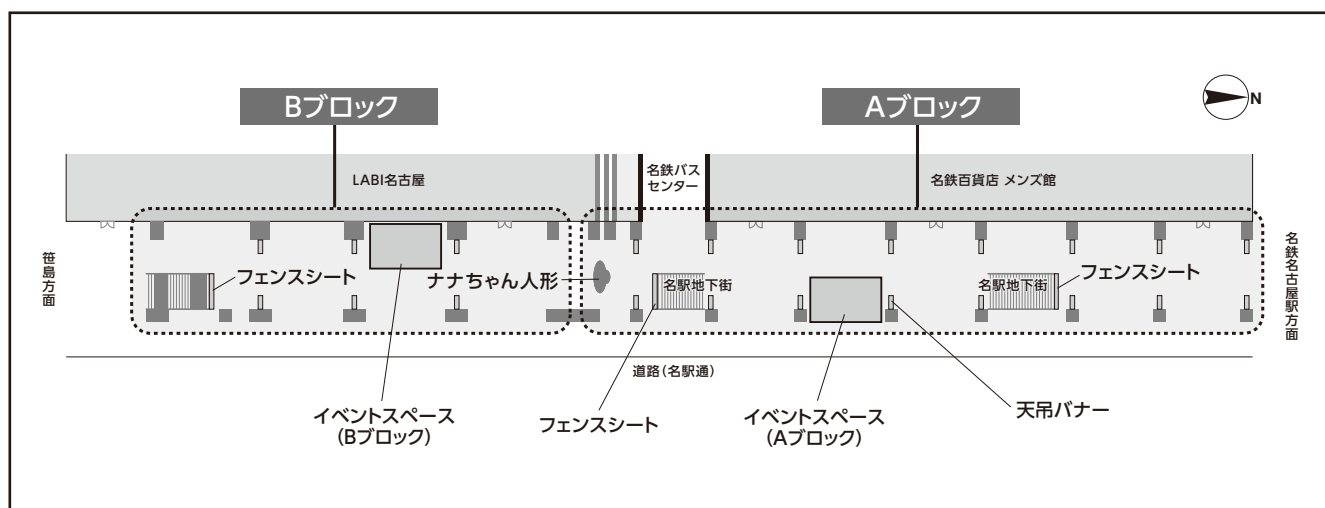 Bブロック
Aブロック
N
LABI名古屋
名鉄バス
センター
名鉄百貨店 メンズ館
笹島方面
フェンスシート
ナナちゃん人形
名駅地下街
名駅地下街
フェンスシート
名鉄名古屋駅方面
道路(名駅通)
イベントスペース
(Bブロック)
フェンスシート
イベントスペース
(Aブロック)
天吊バナー